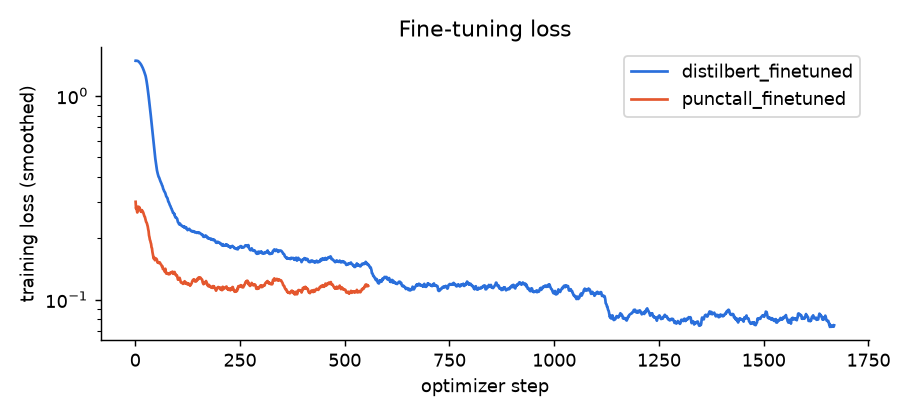 Fine-tuning loss
distilbert_finetuned
punctall_finetuned
training loss (smoothed)
10⁰
10⁻¹
0 250 500 750 1000 1250 1500 1750
optimizer step